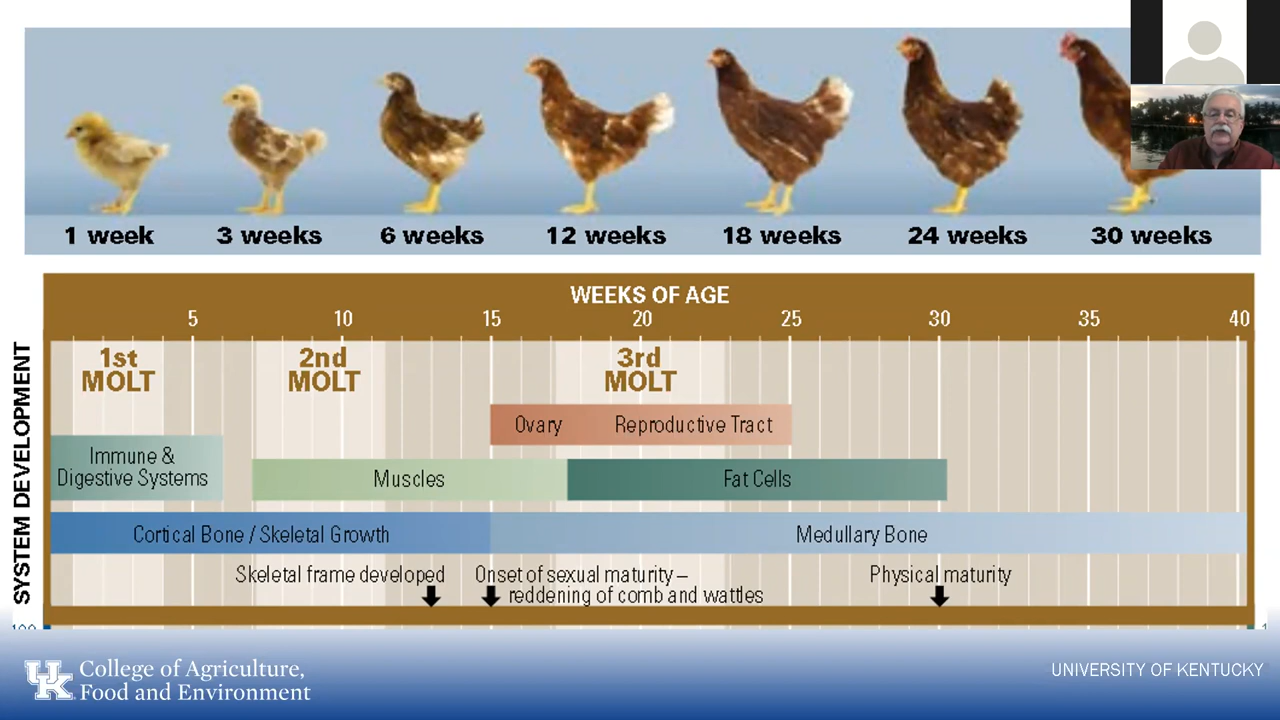 1 week 3 weeks 6 weeks 12 weeks 18 weeks 24 weeks 30 weeks
WEEKS OF AGE
5 10 15 20 25 30 35 40
SYSTEM DEVELOPMENT
1st
MOLT
2nd
MOLT
3rd
MOLT
Ovary Reproductive Tract
Immune &
Digestive Systems
Muscles
Fat Cells
Cortical Bone / Skeletal Growth
Medullary Bone
Skeletal frame developed
Onset of sexual maturity –
reddening of comb and wattles
Physical maturity
UK
College of Agriculture,
Food and Environment
UNIVERSITY OF KENTUCKY